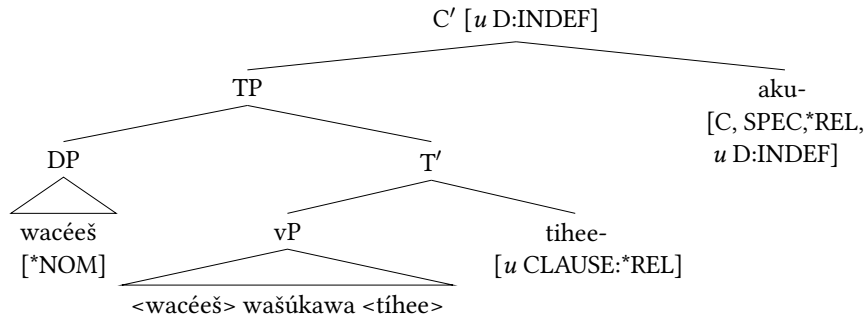 C′ [u D:INDEF]
TP aku-
[C, SPEC,*REL,
DP T′ u D:INDEF]
wacéeš vP tihee-
[*NOM] [u CLAUSE:*REL]
<wacéeš> wašúkawa <tíhee>